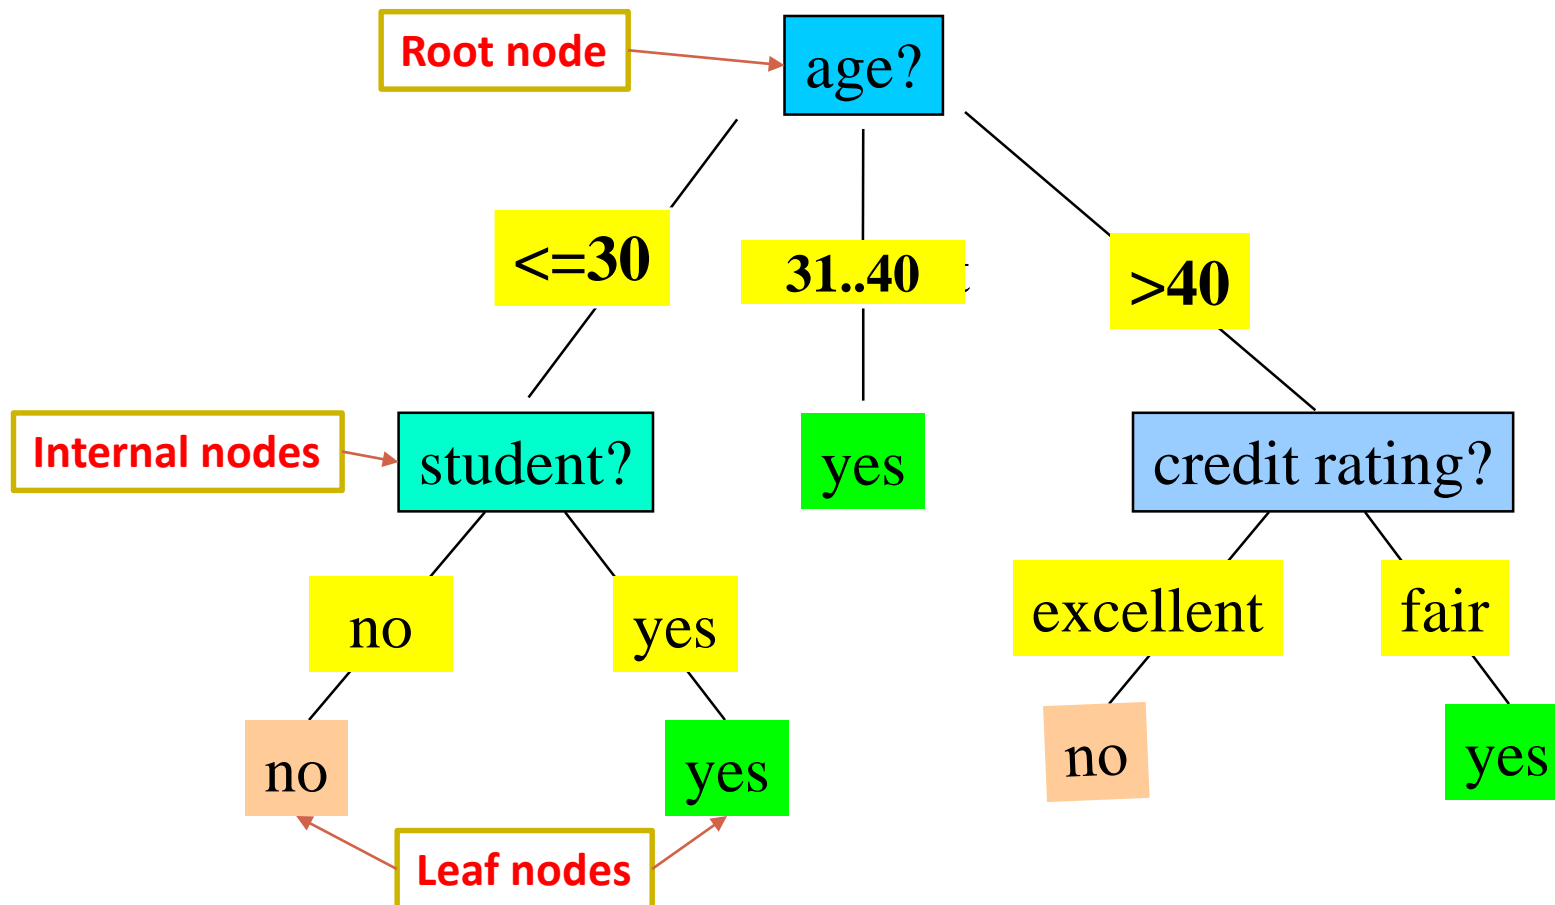 Root node
age?
<=30
31..40
>40
Internal nodes
student?
yes
credit rating?
no
yes
excellent
fair
no
yes
no
yes
Leaf nodes